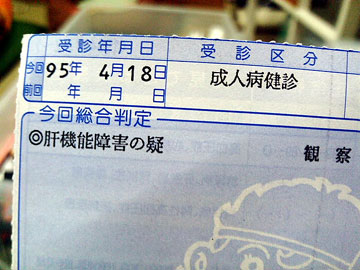 受診年月日 受診区分
今回 95年 4月18日 成人病健診
前回 年 月 日
今回総合判定
◎肝機能障害の疑 観察